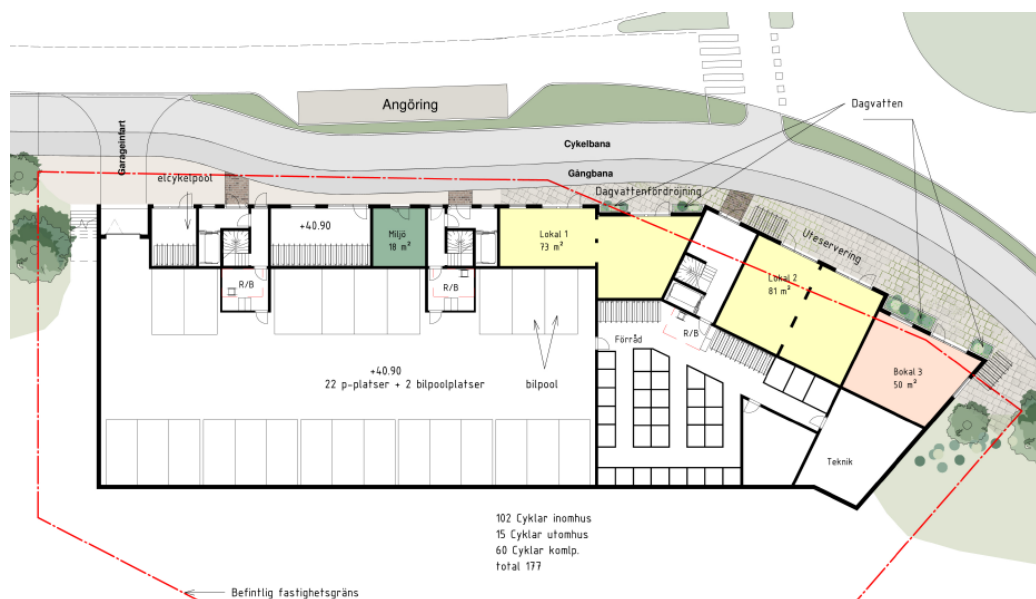 Angöring
Dagvatten
Cykelbana
Gångbana
Garageinfart
elcykelpool
Dagvattenfördröjning
Uteservering
+40.90
Miljö
18 m²
Lokal 1
73 m²
Lokal 2
81 m²
R/B
R/B
R/B
Förråd
Bokal 3
50 m²
+40.90
22 p-platser + 2 bilpoolplatser
bilpool
Teknik
102 Cyklar inomhus
15 Cyklar utomhus
60 Cyklar komlp.
total 177
Befintlig fastighetsgräns